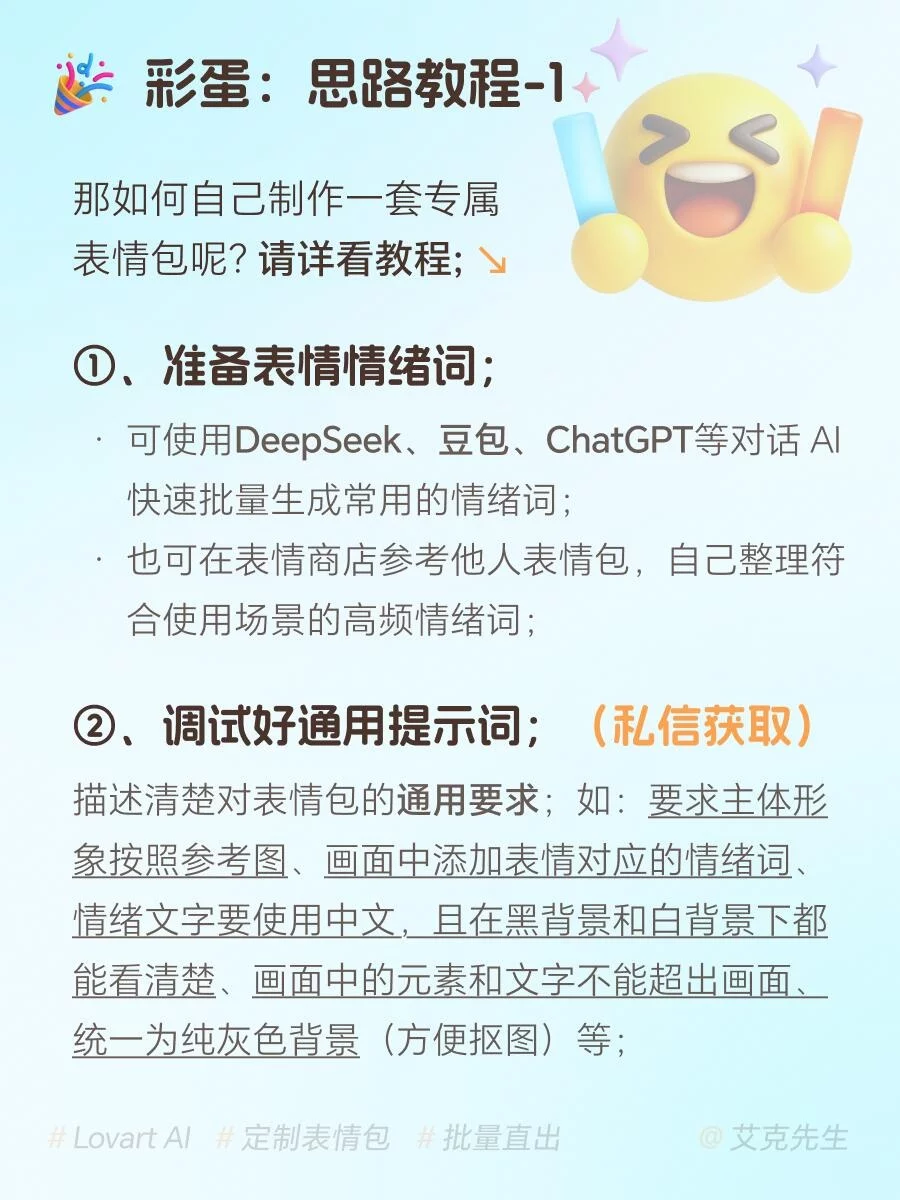 彩蛋：思路教程-1
那如何自己制作一套专属
表情包呢？请详看教程；↘
①、准备表情情绪词；
· 可使用DeepSeek、豆包、ChatGPT等对话 AI
快速批量生成常用的情绪词；
· 也可在表情商店参考他人表情包，自己整理符
合使用场景的高频情绪词；
②、调试好通用提示词；（私信获取）
描述清楚对表情包的通用要求；如：要求主体形
象按照参考图、画面中添加表情对应的情绪词、
情绪文字要使用中文，且在黑背景和白背景下都
能看清楚、画面中的元素和文字不能超出画面、
统一为纯灰色背景（方便抠图）等；
# Lovart AI # 定制表情包 # 批量直出 @ 艾克先生